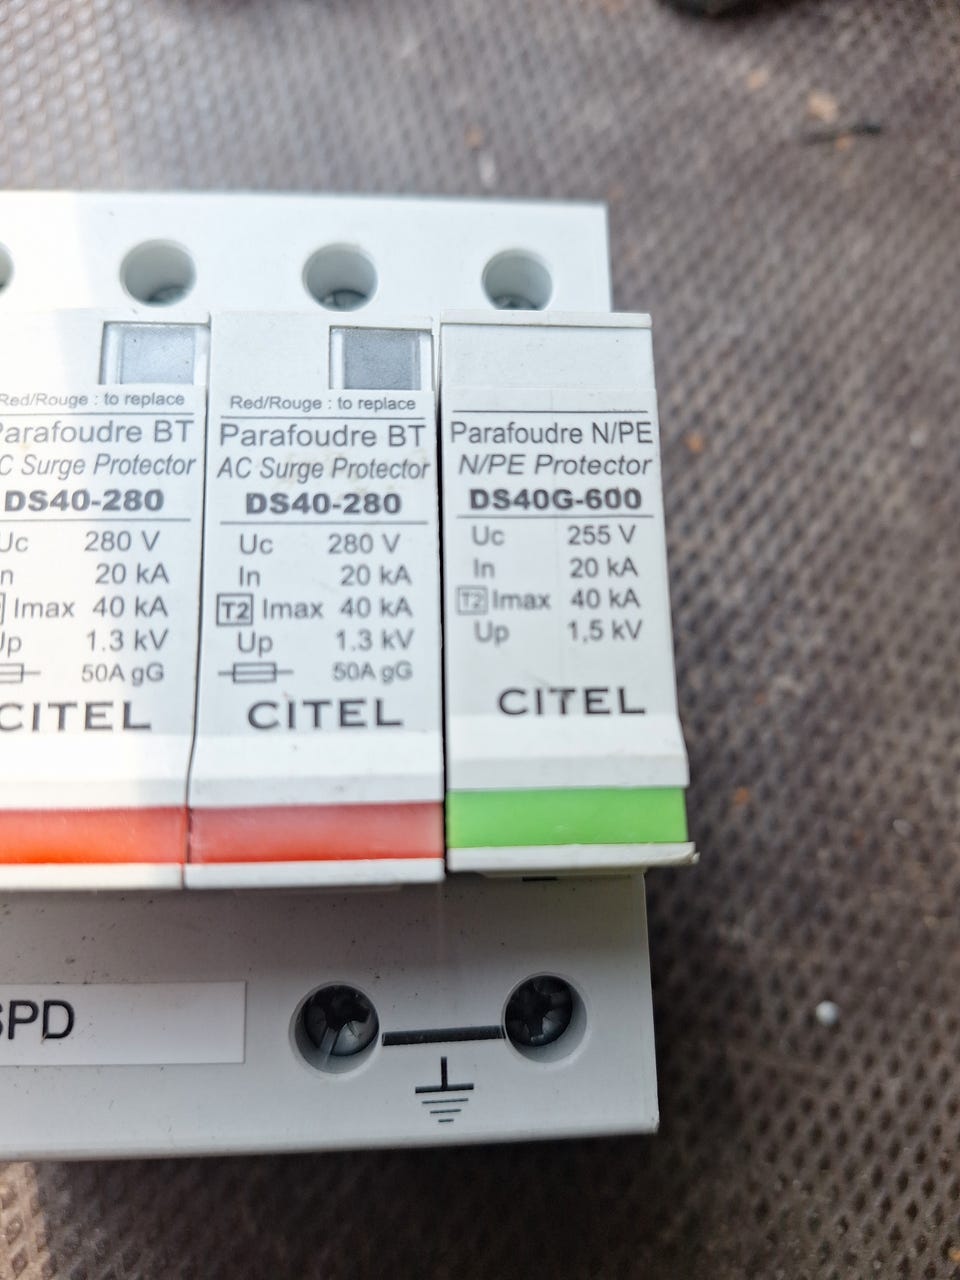 Red/Rouge : to replace
Parafoudre BT
C Surge Protector
DS40-280
Uc 280 V
n 20 kA
Imax 40 kA
Up 1.3 kV
50A gG
CITEL
Red/Rouge : to replace
Parafoudre BT
AC Surge Protector
DS40-280
Uc 280 V
In 20 kA
T2 Imax 40 kA
Up 1.3 kV
50A gG
CITEL
Parafoudre N/PE
N/PE Protector
DS40G-600
Uc 255 V
In 20 kA
T2 Imax 40 kA
Up 1,5 kV
CITEL
SPD